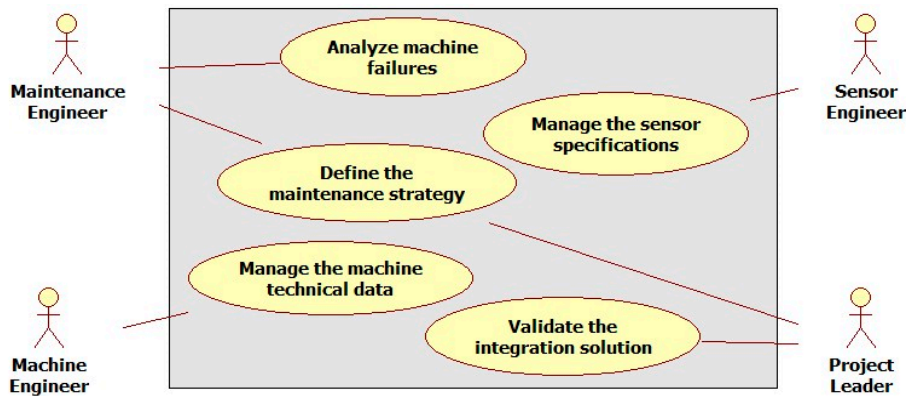 Analyze machine
failures
Maintenance
Engineer
Sensor
Engineer
Manage the sensor
specifications
Define the
maintenance strategy
Manage the machine
technical data
Validate the
integration solution
Machine
Engineer
Project
Leader